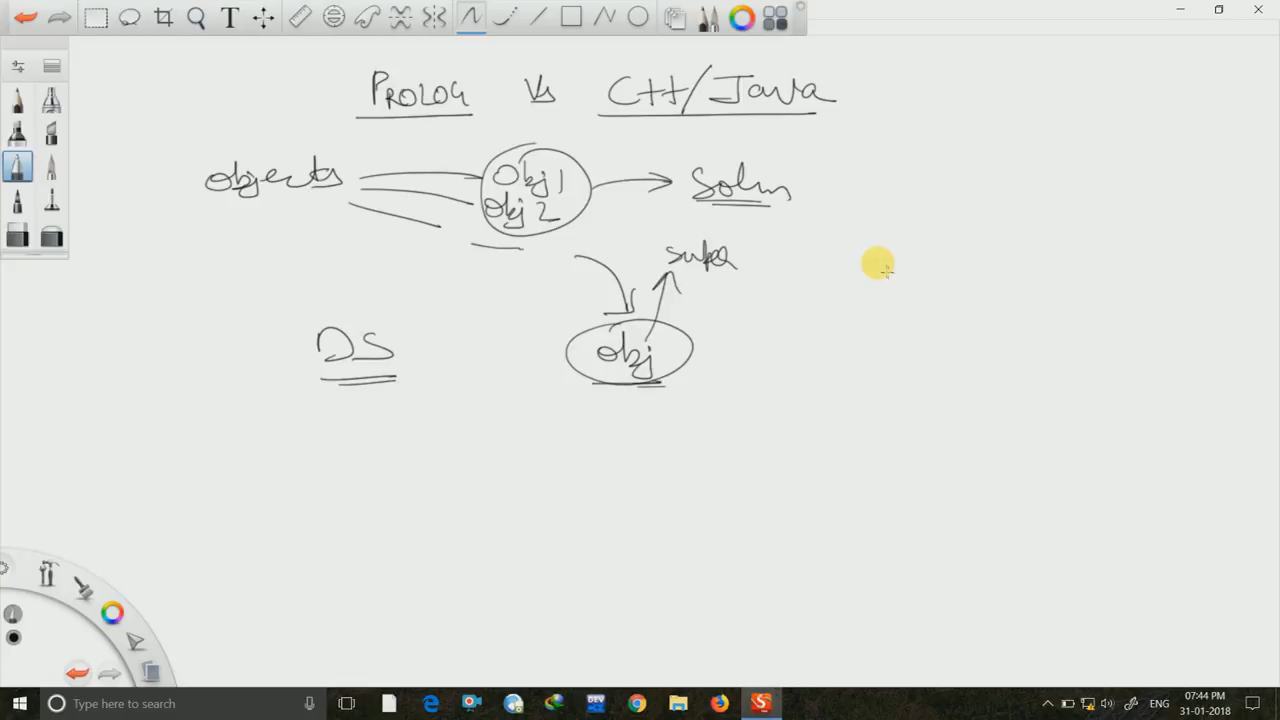 PROLOG Vs C++/Java
objects Obj 1 Soln
Obj 2
super
DS obj
Type here to search
ENG
07:44 PM
31-01-2018